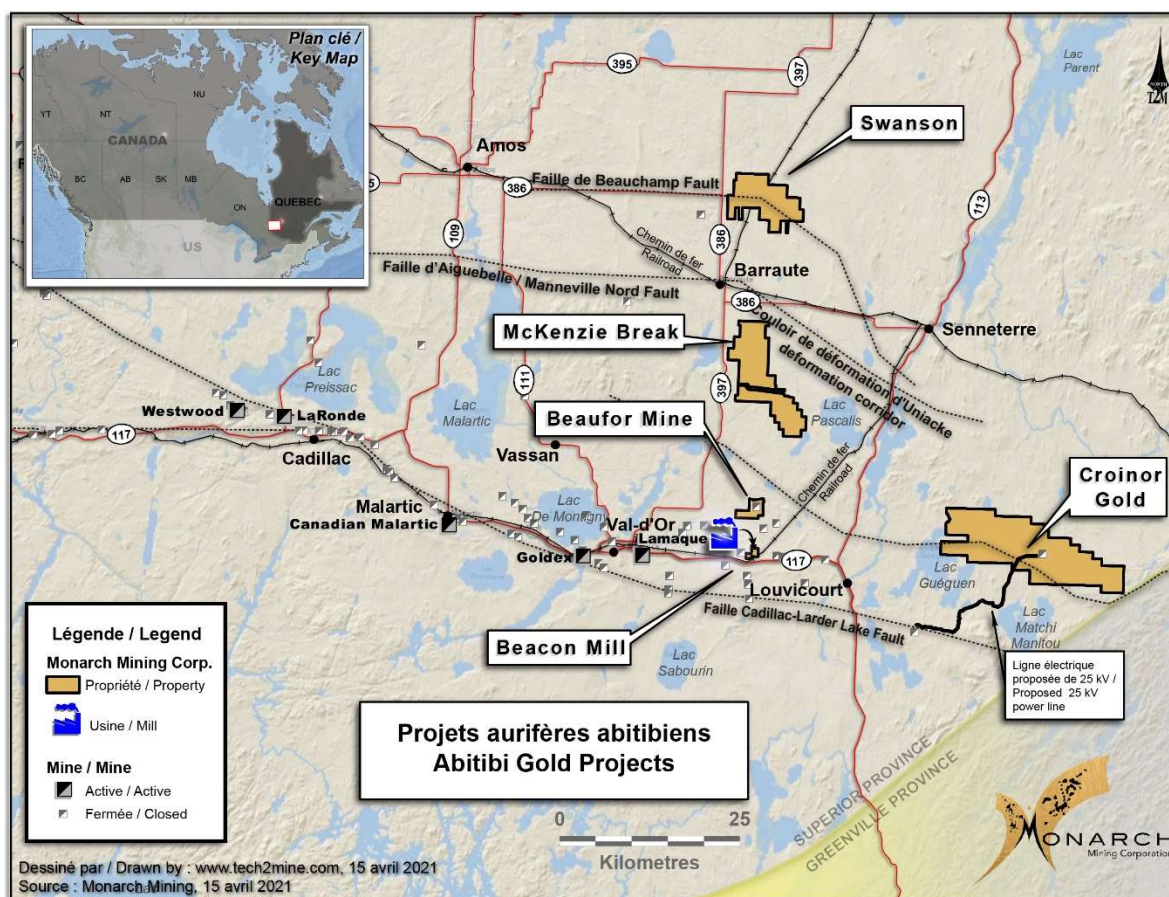 Plan clé /
Key Map
YT
NT
NU
CANADA
BC
AB
SK
MB
ON
QUEBEC
US
395
397
Lac
Parent
NORTH
T2M
Swanson
Amos
386
Faille de Beauchamp Fault
109
386
113
Chemin de fer
Railroad
Barraute
Faille d'Aiguebelle / Manneville Nord Fault
386
Senneterre
McKenzie Break
Couloir de déformation d'Uniacke
deformation corridor
Lac
Preissac
111
397
Beaufor Mine
Lac
Pascalis
Westwood
LaRonde
Lac
Malartic
117
Cadillac
Vassan
Chemin de fer
Railroad
Croinor
Gold
Malartic
Canadian Malartic
Lac
De Montigny
Val-d'Or
Lamaque
Goldex
117
Louvicourt
Lac
Guéguen
Faille Cadillac-Larder Lake Fault
Beacon Mill
Lac
Sabourin
Lac
Matchi
Manitou
Ligne électrique
proposée de 25 kV /
Proposed 25 kV
power line
Légende / Legend
Monarch Mining Corp.
Propriété / Property
Usine / Mill
Mine / Mine
Active / Active
Fermée / Closed
Projets aurifères abitibiens
Abitibi Gold Projects
0
25
Kilometres
SUPERIOR PROVINCE
GREENVILLE PROVINCE
MONARCH
Mining Corporation
Dessiné par / Drawn by : www.tech2mine.com, 15 avril 2021
Source : Monarch Mining, 15 avril 2021